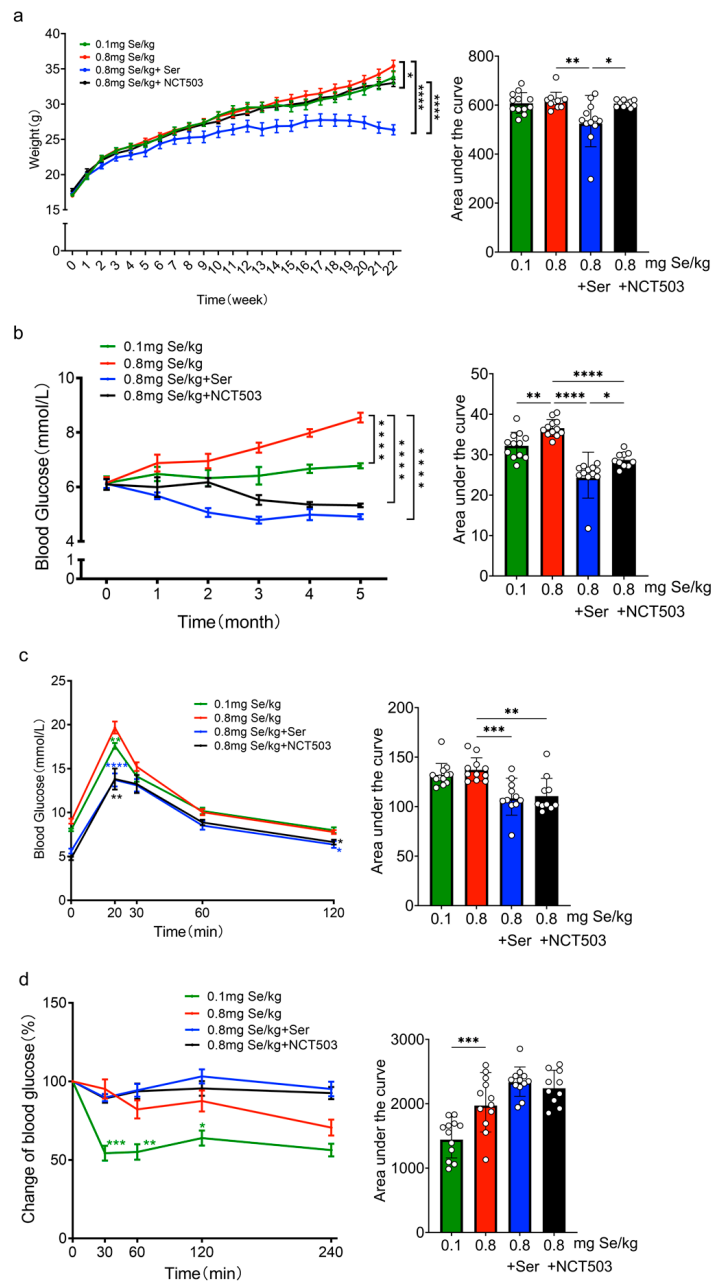 a
0.1mg Se/kg
0.8mg Se/kg
0.8mg Se/kg+ Ser
0.8mg Se/kg+ NCT503
Weight(g)
40
35
30
25
20
15
0
0 1 2 3 4 5 6 7 8 9 10 11 12 13 14 15 16 17 18 19 20 21 22
Time(week)
*
****
****
Area under the curve
800
600
400
200
0
** *
0.1 0.8 0.8 0.8 mg Se/kg
+Ser +NCT503
b
0.1mg Se/kg
0.8mg Se/kg
0.8mg Se/kg+Ser
0.8mg Se/kg+NCT503
Blood Glucose(mmol/L)
10
8
6
4
1
0
0 1 2 3 4 5
Time(month)
****
****
****
Area under the curve
50
40
30
20
10
0
****
** **** *
0.1 0.8 0.8 0.8 mg Se/kg
+Ser +NCT503
c
0.1mg Se/kg
0.8mg Se/kg
0.8mg Se/kg+Ser
0.8mg Se/kg+NCT503
Blood Glucose(mmol/L)
25
20
15
10
5
0
**
****
**
*
*
0 20 30 60 120
Time(min)
Area under the curve
200
150
100
50
0
**
***
0.1 0.8 0.8 0.8 mg Se/kg
+Ser +NCT503
d
0.1mg Se/kg
0.8mg Se/kg
0.8mg Se/kg+Ser
0.8mg Se/kg+NCT503
Change of blood glucose(%)
150
100
50
0
*** ** *
0 30 60 120 240
Time(min)
Area under the curve
3000
2000
1000
0
***
0.1 0.8 0.8 0.8 mg Se/kg
+Ser +NCT503